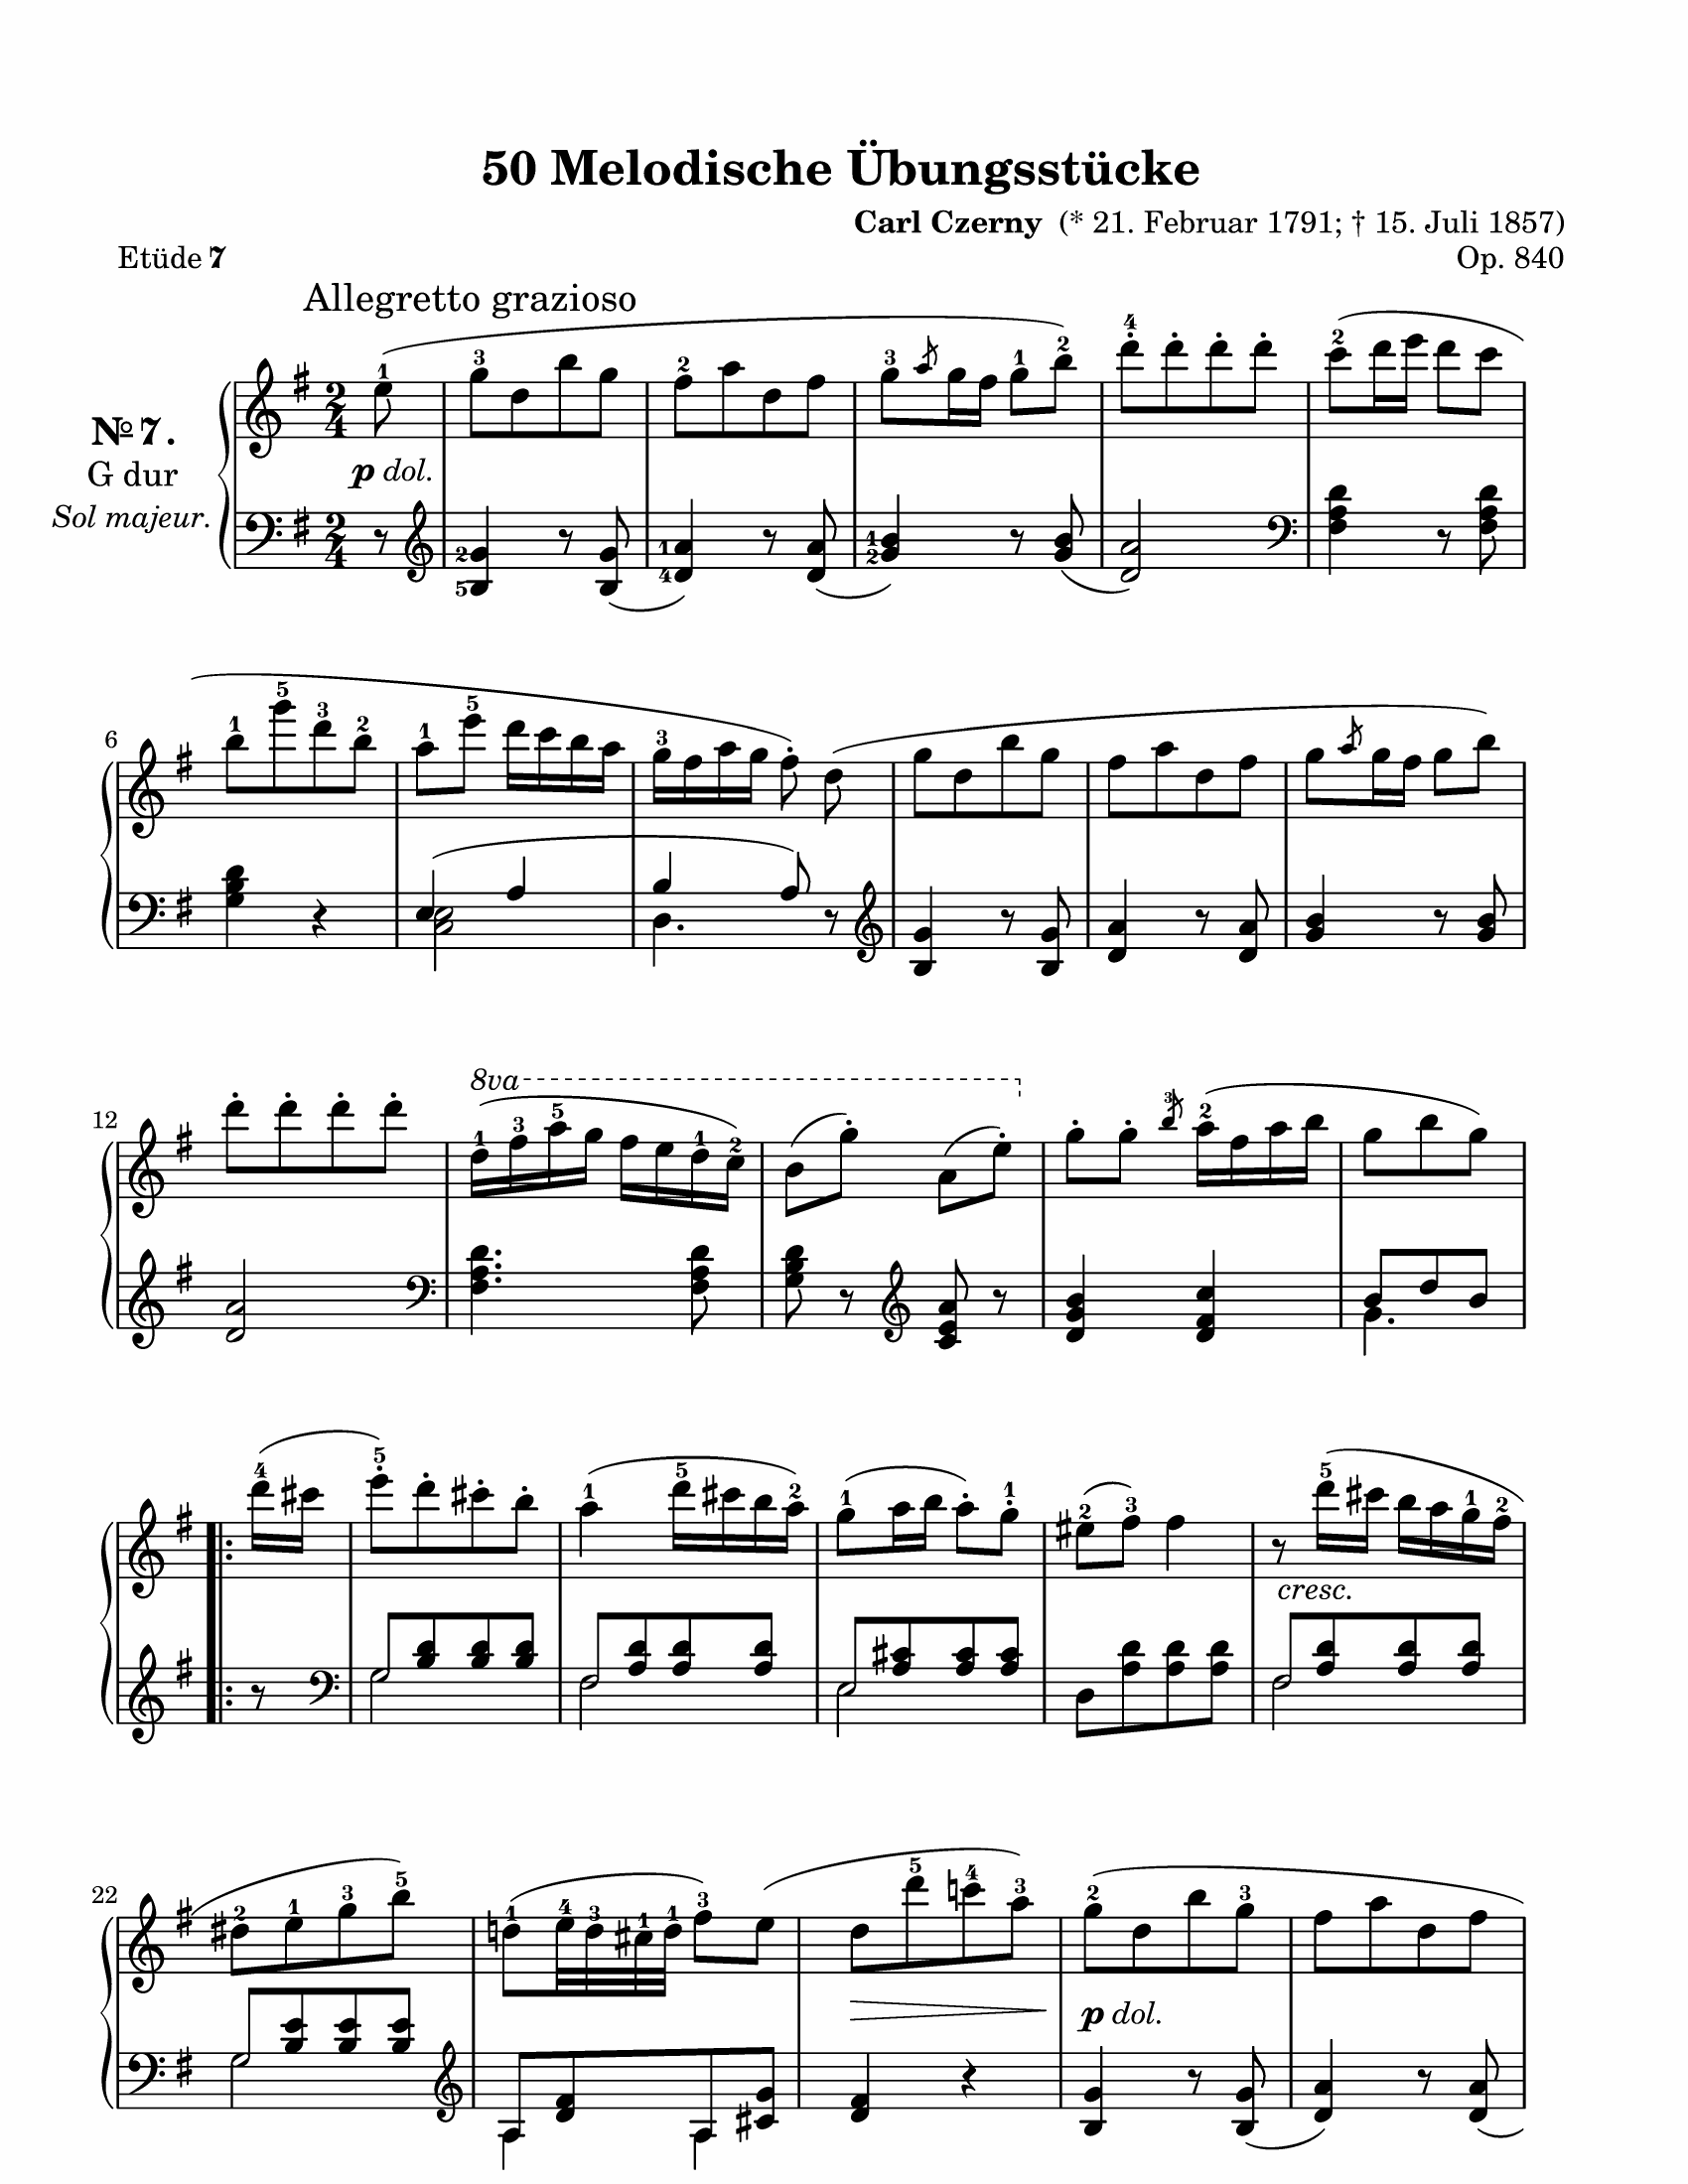 50 Melodische Übungsstücke
Carl Czerny (* 21. Februar 1791; † 15. Juli 1857)
Etüde 7
Op. 840
Allegretto grazioso
№ 7.
G dur
Sol majeur.
p dol.
6
8va
12
cresc.
22
p dol.